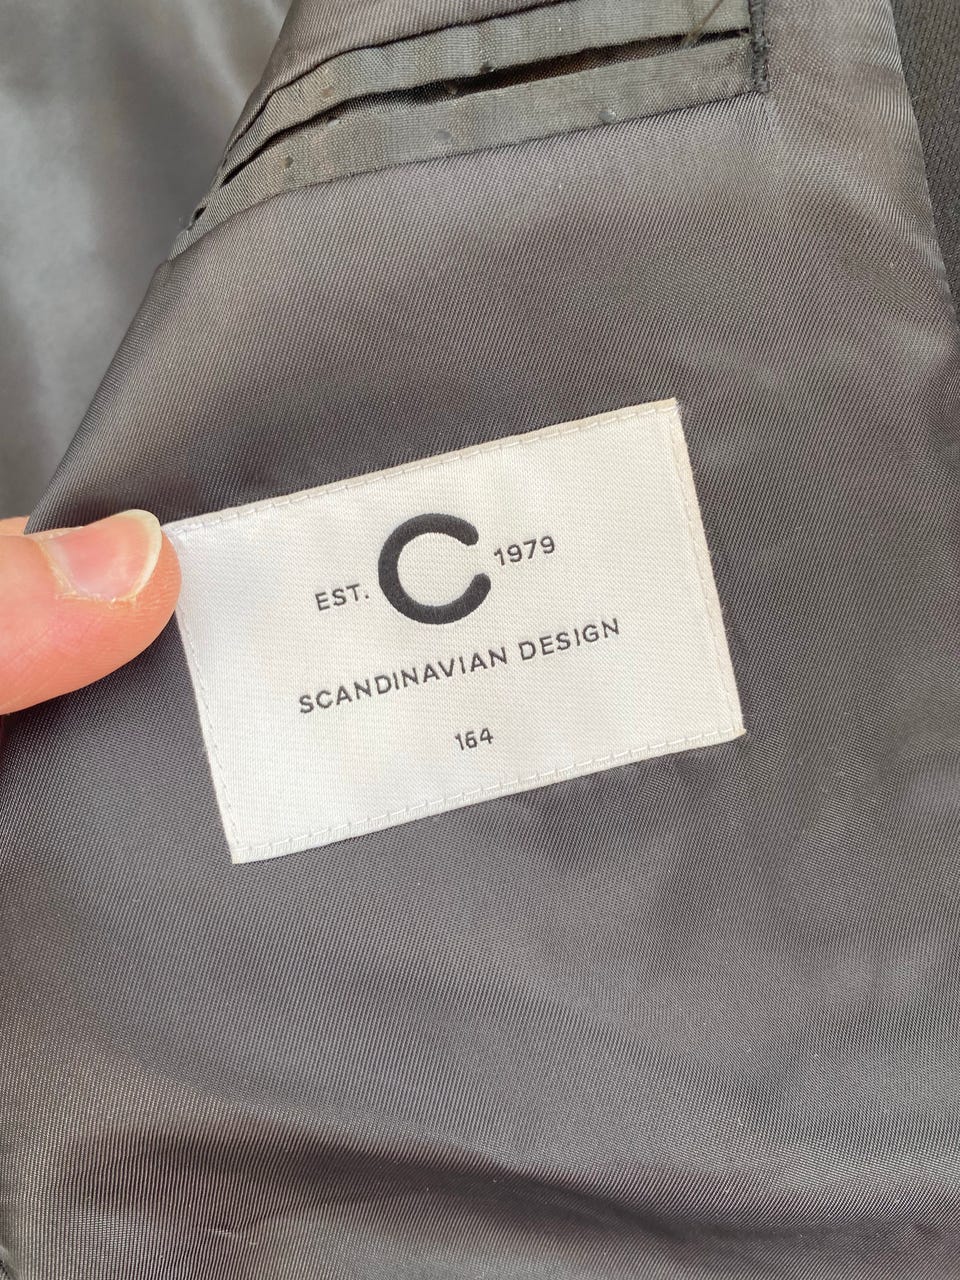 EST. C 1979
SCANDINAVIAN DESIGN
164